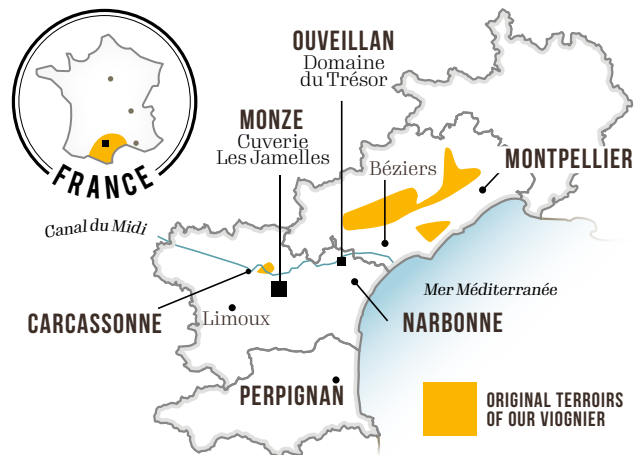 FRANCE
OUVEILLAN
Domaine
du Trésor
MONZE
Cuverie
Les Jamelles
Béziers
MONTPELLIER
Canal du Midi
Mer Méditerranée
CARCASSONNE
Limoux
NARBONNE
PERPIGNAN
ORIGINAL TERROIRS
OF OUR VIOGNIER